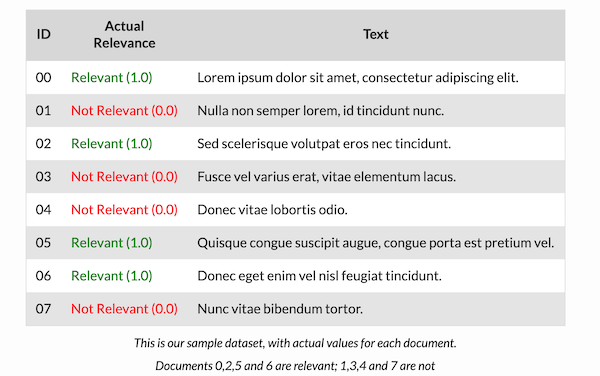 ID Actual Relevance Text
00 Relevant (1.0) Lorem ipsum dolor sit amet, consectetur adipiscing elit.
01 Not Relevant (0.0) Nulla non semper lorem, id tincidunt nunc.
02 Relevant (1.0) Sed scelerisque volutpat eros nec tincidunt.
03 Not Relevant (0.0) Fusce vel varius erat, vitae elementum lacus.
04 Not Relevant (0.0) Donec vitae lobortis odio.
05 Relevant (1.0) Quisque congue suscipit augue, congue porta est pretium vel.
06 Relevant (1.0) Donec eget enim vel nisl feugiat tincidunt.
07 Not Relevant (0.0) Nunc vitae bibendum tortor.
This is our sample dataset, with actual values for each document.
Documents 0,2,5 and 6 are relevant; 1,3,4 and 7 are not